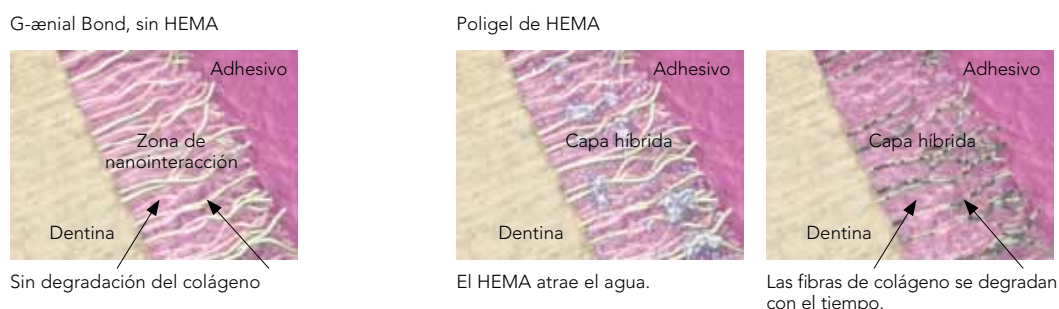 G-ænial Bond, sin HEMA
Adhesivo
Zona de
nanointeracción
Dentina
Sin degradación del colágeno
Poligel de HEMA
Adhesivo
Capa híbrida
Dentina
El HEMA atrae el agua.
Adhesivo
Capa híbrida
Dentina
Las fibras de colágeno se degradan
con el tiempo.